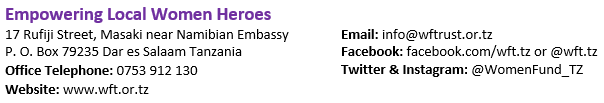 Empowering Local Women Heroes
17 Rufiji Street, Masaki near Namibian Embassy
P. O. Box 79235 Dar es Salaam Tanzania
Office Telephone: 0753 912 130
Website: www.wft.or.tz
Email: info@wftrust.or.tz
Facebook: facebook.com/wft.tz or @wft.tz
Twitter & Instagram: @WomenFund_TZ